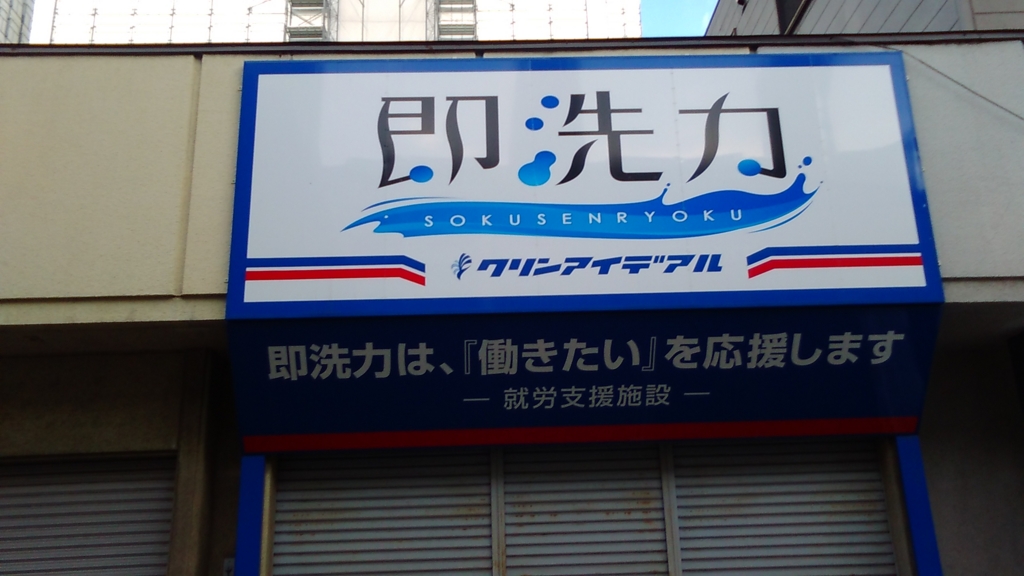 即洗力
SOKUSENRYOKU
クリンアイデアル
即洗力は、『働きたい』を応援します
― 就労支援施設 ―